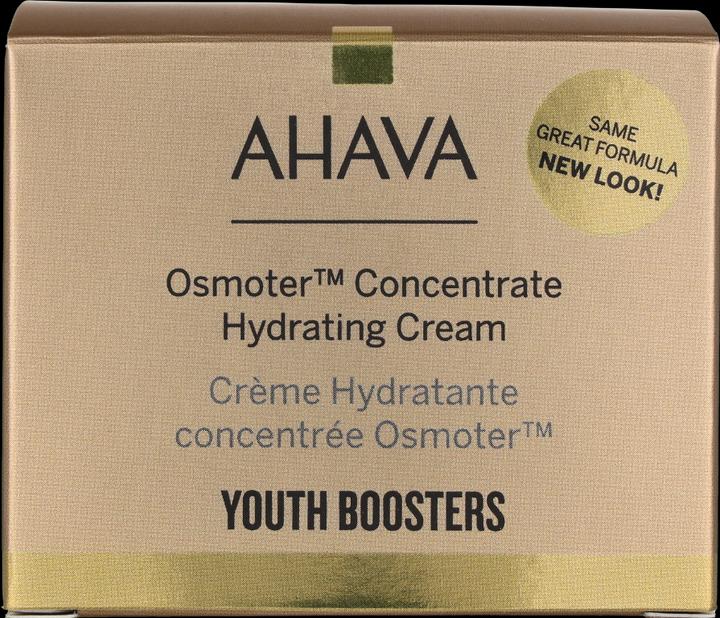 AHAVA
SAME
GREAT FORMULA
NEW LOOK!
Osmoter™ Concentrate
Hydrating Cream
Crème Hydratante
concentrée Osmoter™
YOUTH BOOSTERS